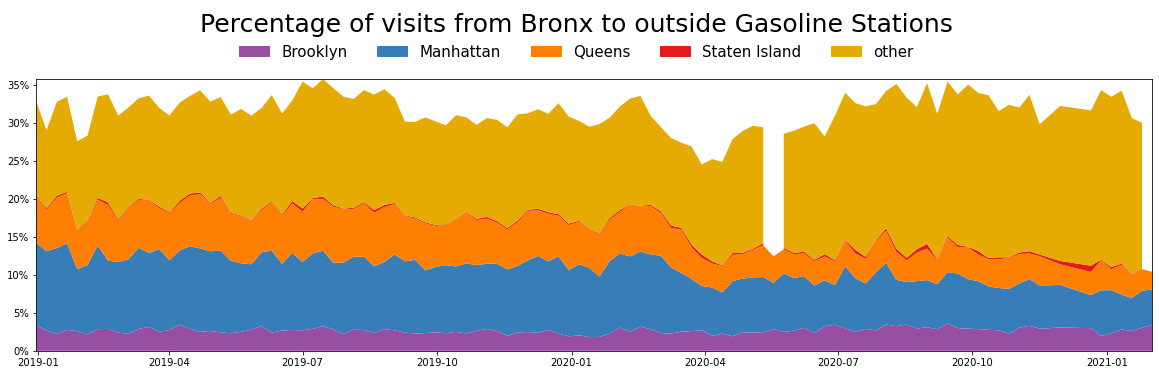 Percentage of visits from Bronx to outside Gasoline Stations
Brooklyn Manhattan Queens Staten Island other
35%
30%
25%
20%
15%
10%
5%
0%
2019-01 2019-04 2019-07 2019-10 2020-01 2020-04 2020-07 2020-10 2021-01